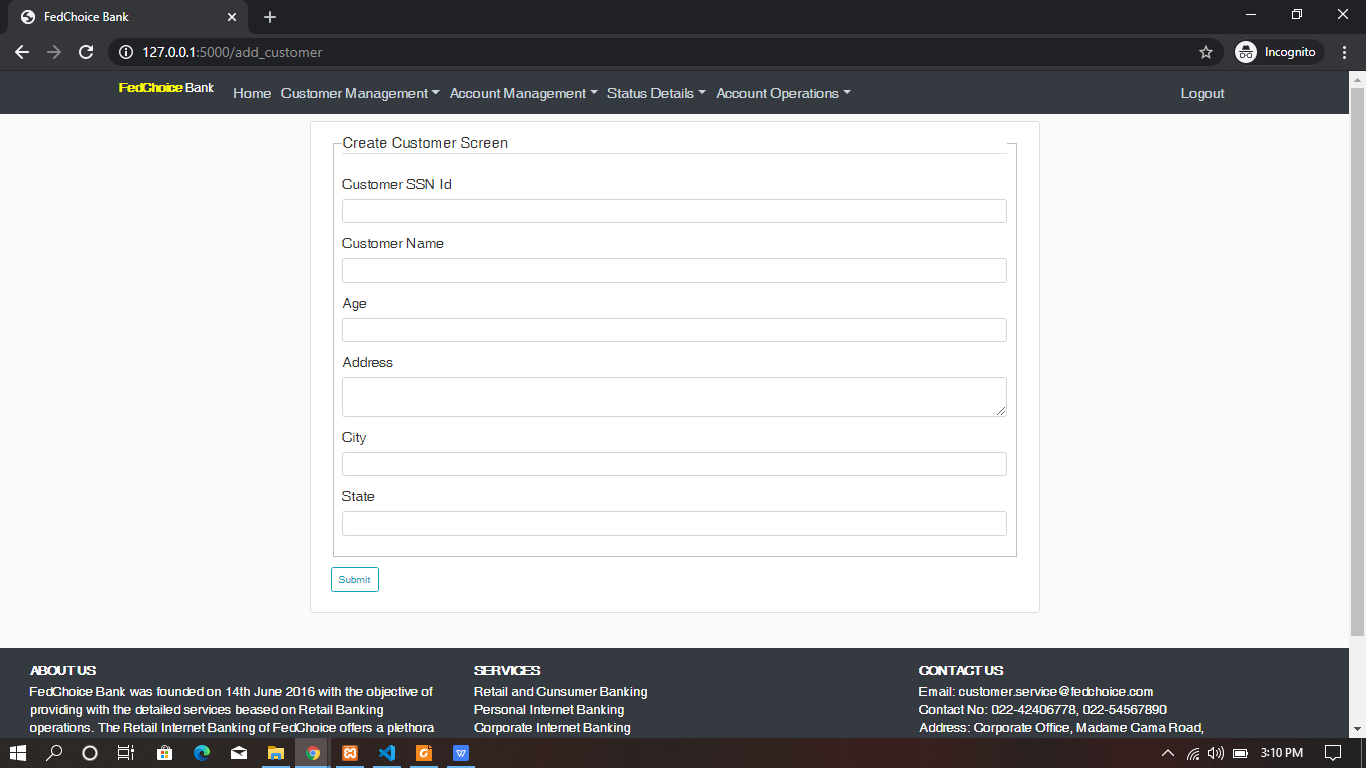 FedChoice Bank
127.0.0.1:5000/add_customer
Incognito
FedChoice Bank Home Customer Management Account Management Status Details Account Operations Logout
Create Customer Screen
Customer SSN Id
Customer Name
Age
Address
City
State
Submit
ABOUT US
FedChoice Bank was founded on 14th June 2016 with the objective of
providing with the detailed services beased on Retail Banking
operations. The Retail Internet Banking of FedChoice offers a plethora
SERVICES
Retail and Cunsumer Banking
Personal Internet Banking
Corporate Internet Banking
CONTACT US
Email: customer.service@fedchoice.com
Contact No: 022-42406778, 022-54567890
Address: Corporate Office, Madame Cama Road,
3:10 PM